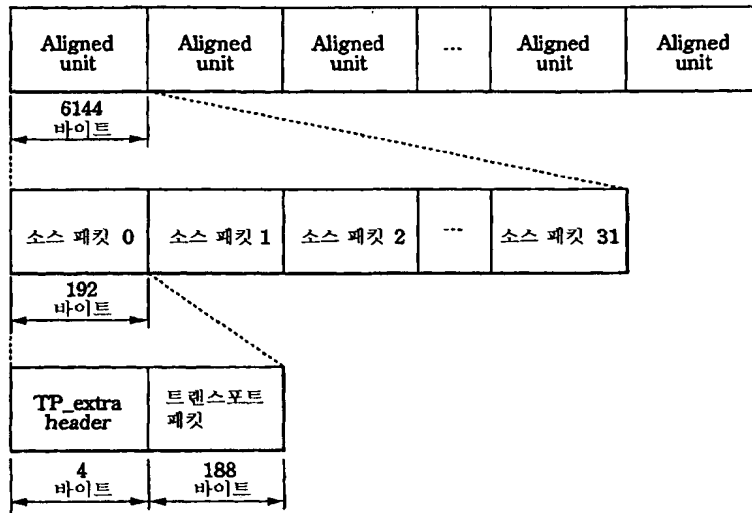 Aligned unit
Aligned unit
Aligned unit
...
Aligned unit
Aligned unit
6144
바이트
소스 패킷 0
소스 패킷 1
소스 패킷 2
...
소스 패킷 31
192
바이트
TP_extra
header
트랜스포트
패킷
4
바이트
188
바이트